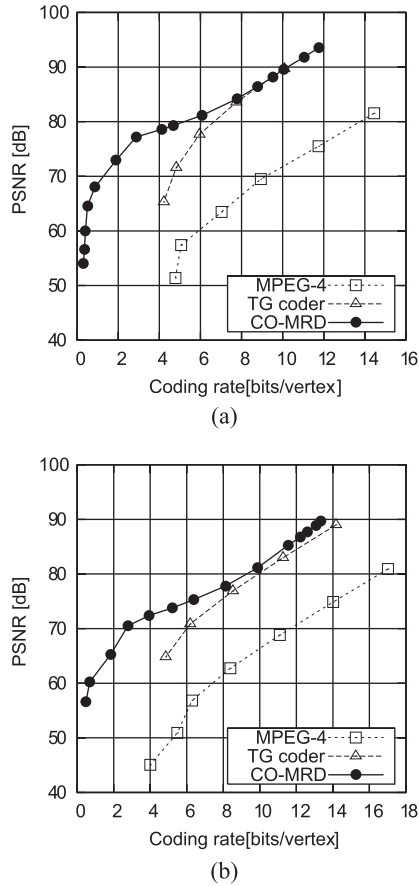 100
90
80
70
60
50
40
PSNR [dB]
MPEG-4
TG coder
CO-MRD
0 2 4 6 8 10 12 14 16
Coding rate[bits/vertex]
(a)
100
90
80
70
60
50
40
PSNR [dB]
MPEG-4
TG coder
CO-MRD
0 2 4 6 8 10 12 14 16 18
Coding rate[bits/vertex]
(b)